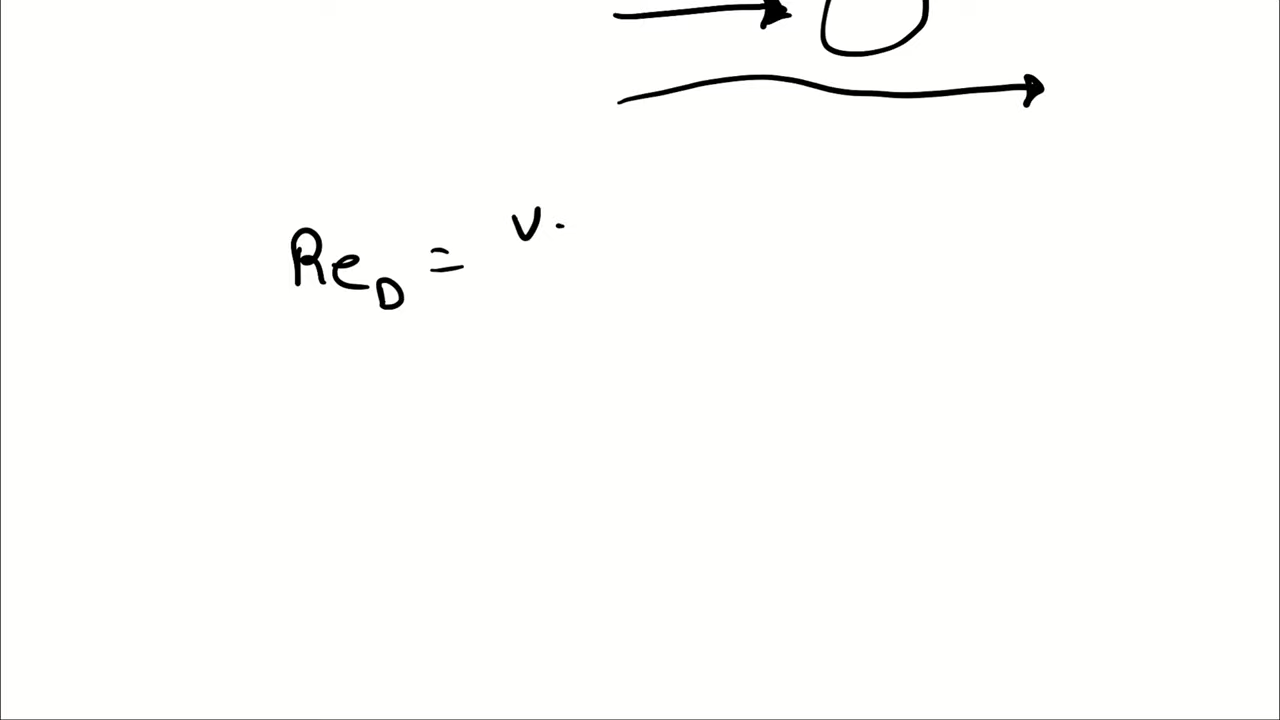 Re_D = V.